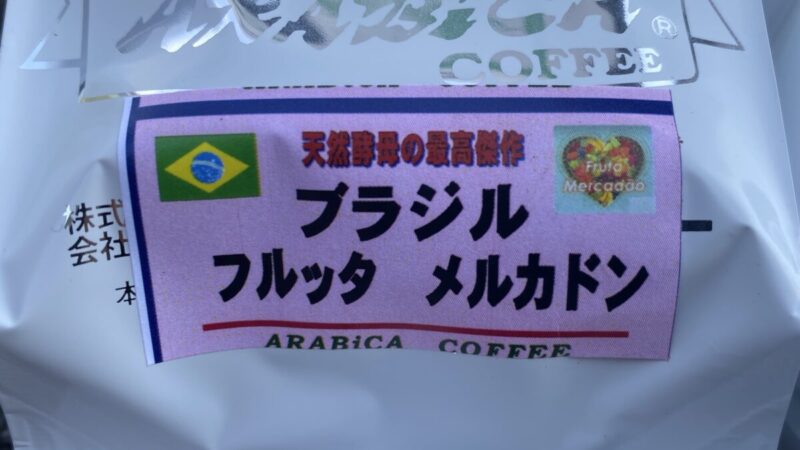 ARABiCA ®
COFFEE
天然酵母の最高傑作
Fruta
Mercadão
ブラジル
株式
会社
フルッタ メルカドン
本
ARABiCA COFFEE